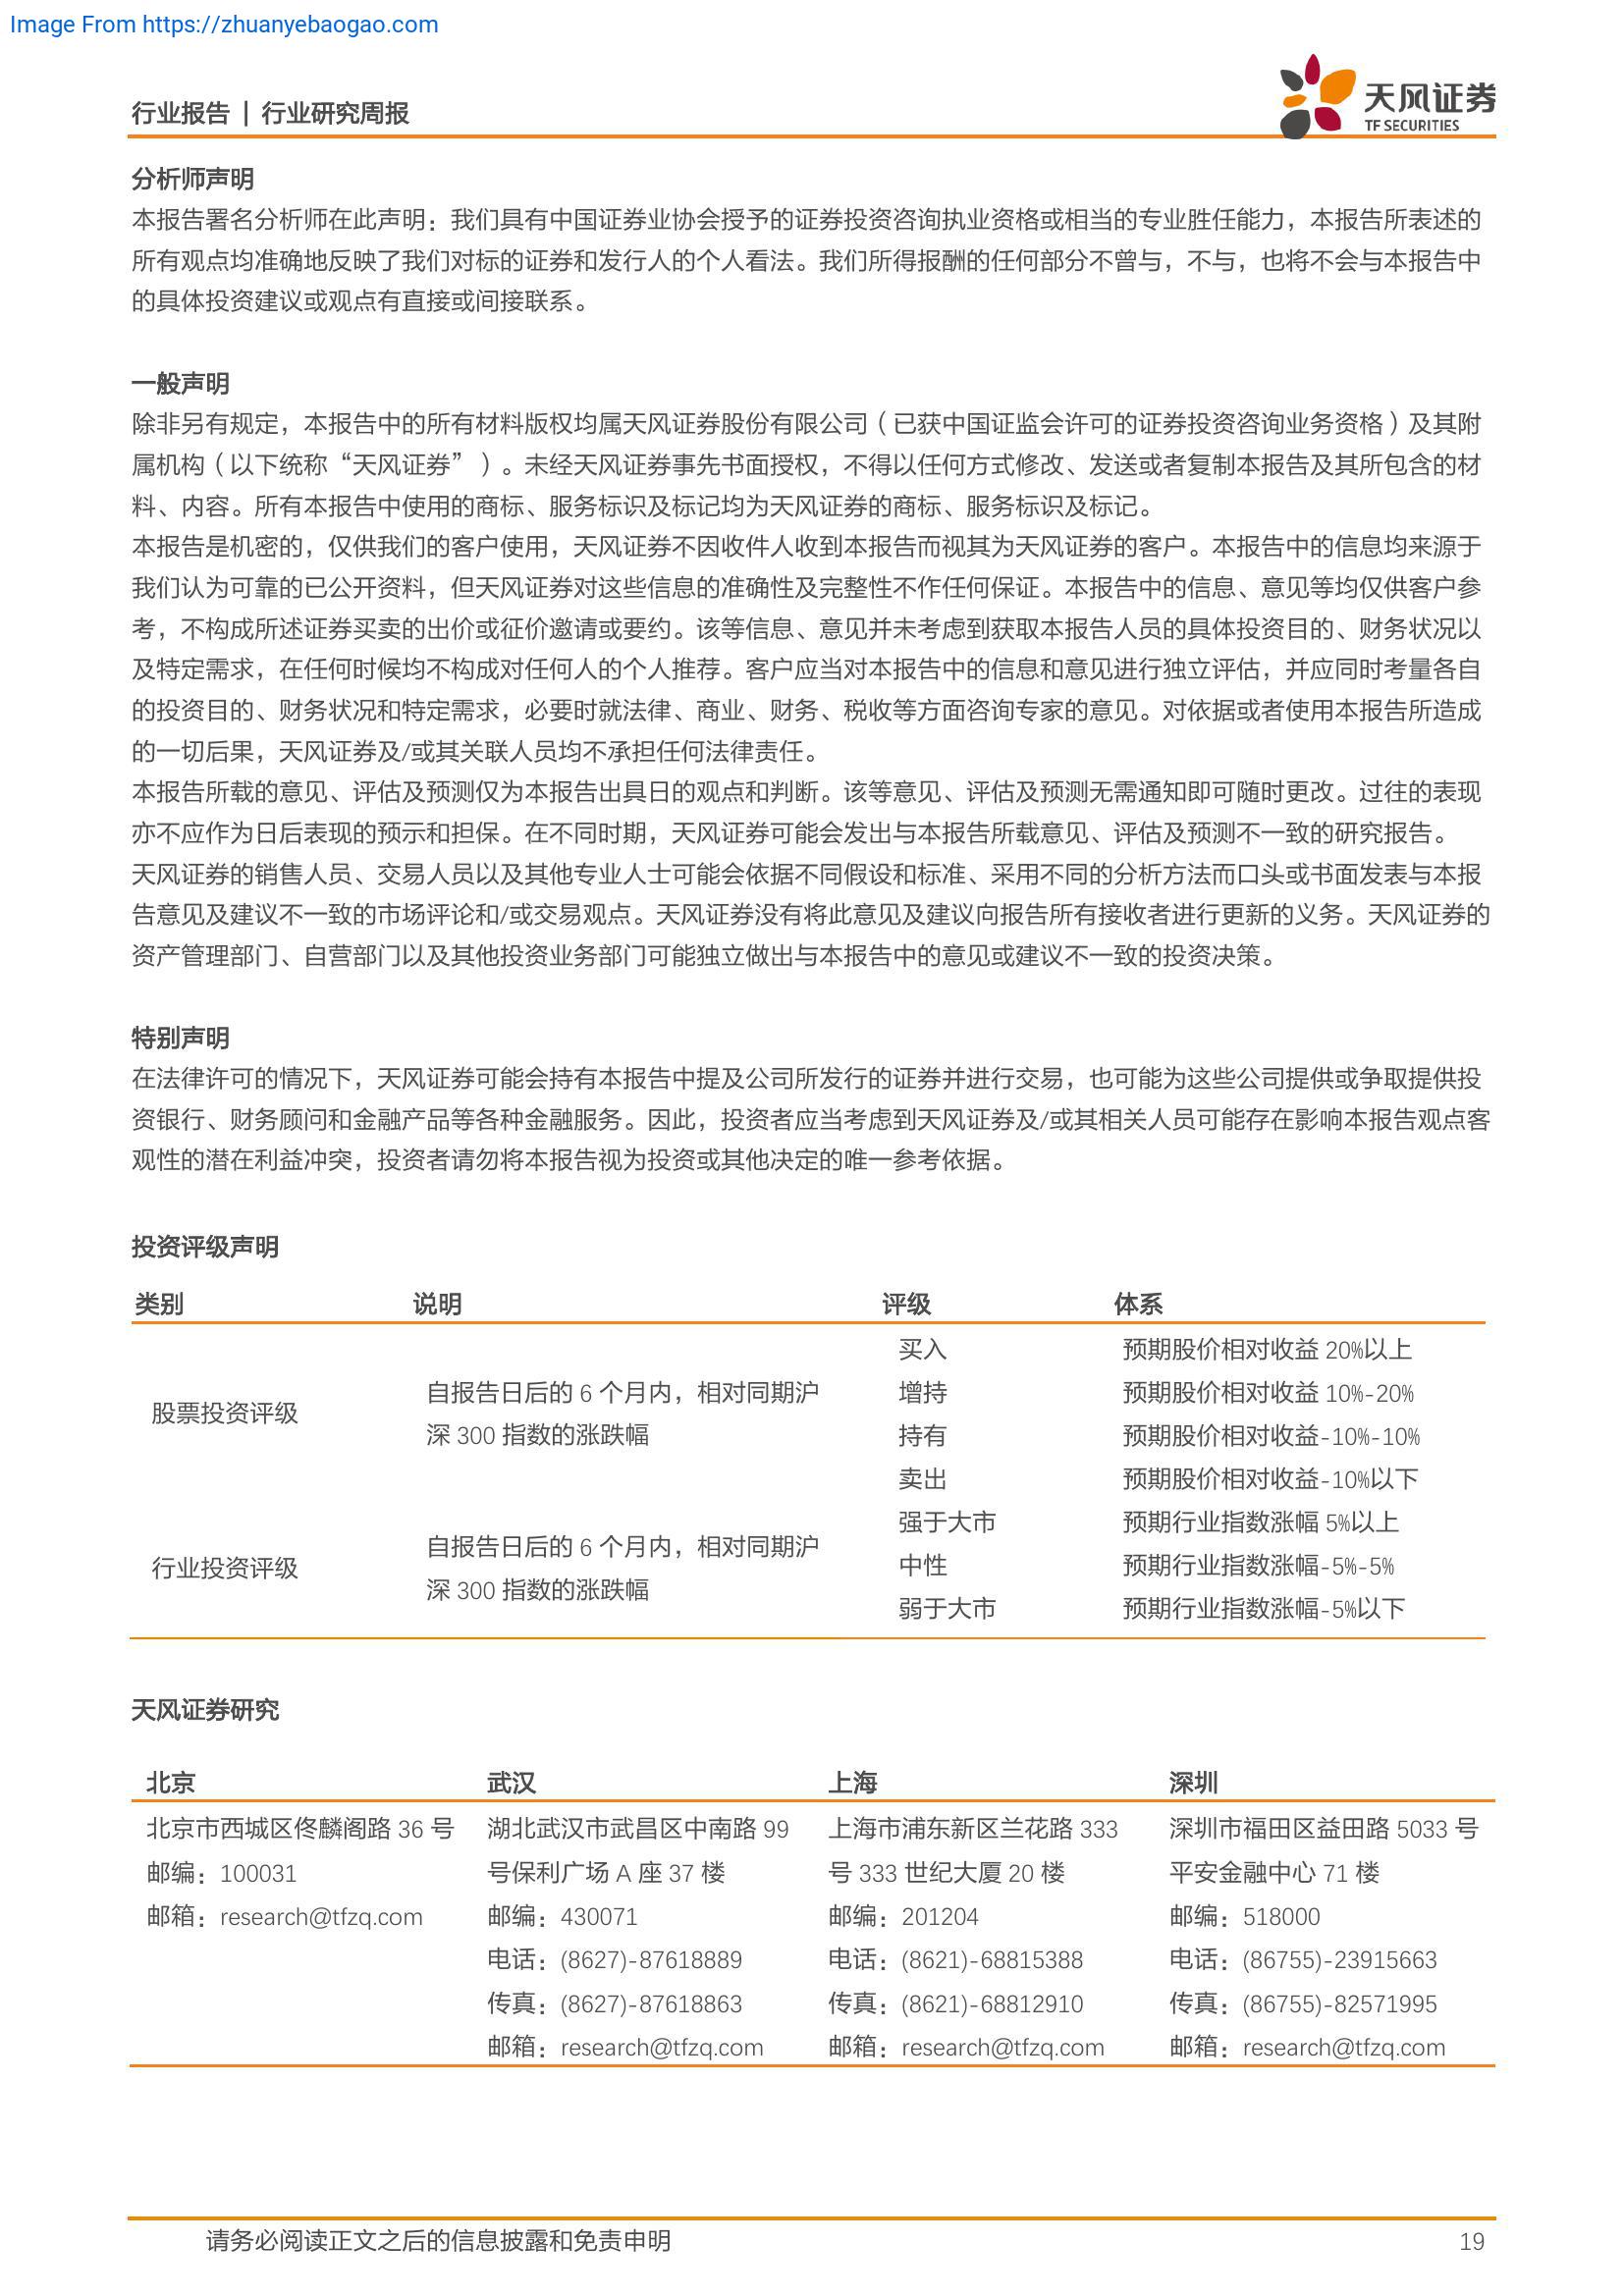 Image From https://zhuanyebaogao.com
行业报告 | 行业研究周报
天风证券
TF SECURITIES
分析师声明
本报告署名分析师在此声明：我们具有中国证券业协会授予的证券投资咨询执业资格或相当的专业胜任能力，本报告所表述的
所有观点均准确地反映了我们对标的证券和发行人的个人看法。我们所得报酬的任何部分不曾与，不与，也将不会与本报告中
的具体投资建议或观点有直接或间接联系。
一般声明
除非另有规定，本报告中的所有材料版权均属天风证券股份有限公司（已获中国证监会许可的证券投资咨询业务资格）及其附
属机构（以下统称“天风证券”）。未经天风证券事先书面授权，不得以任何方式修改、发送或者复制本报告及其所包含的材
料、内容。所有本报告中使用的商标、服务标识及标记均为天风证券的商标、服务标识及标记。
本报告是机密的，仅供我们的客户使用，天风证券不因收件人收到本报告而视其为天风证券的客户。本报告中的信息均来源于
我们认为可靠的已公开资料，但天风证券对这些信息的准确性及完整性不作任何保证。本报告中的信息、意见等均仅供客户参
考，不构成所述证券买卖的出价或征价邀请或要约。该等信息、意见并未考虑到获取本报告人员的具体投资目的、财务状况以
及特定需求，在任何时候均不构成对任何人的个人推荐。客户应当对本报告中的信息和意见进行独立评估，并应同时考量各自
的投资目的、财务状况和特定需求，必要时就法律、商业、财务、税收等方面咨询专家的意见。对依据或者使用本报告所造成
的一切后果，天风证券及/或其关联人员均不承担任何法律责任。
本报告所载的意见、评估及预测仅为本报告出具日的观点和判断。该等意见、评估及预测无需通知即可随时更改。过往的表现
亦不应作为日后表现的预示和担保。在不同时期，天风证券可能会发出与本报告所载意见、评估及预测不一致的研究报告。
天风证券的销售人员、交易人员以及其他专业人士可能会依据不同假设和标准、采用不同的分析方法而口头或书面发表与本报
告意见及建议不一致的市场评论和/或交易观点。天风证券没有将此意见及建议向报告所有接收者进行更新的义务。天风证券的
资产管理部门、自营部门以及其他投资业务部门可能独立做出与本报告中的意见或建议不一致的投资决策。
特别声明
在法律许可的情况下，天风证券可能会持有本报告中提及公司所发行的证券并进行交易，也可能为这些公司提供或争取提供投
资银行、财务顾问和金融产品等各种金融服务。因此，投资者应当考虑到天风证券及/或其相关人员可能存在影响本报告观点客
观性的潜在利益冲突，投资者请勿将本报告视为投资或其他决定的唯一参考依据。
投资评级声明
类别 说明 评级 体系
股票投资评级
自报告日后的 6 个月内，相对同期沪
深 300 指数的涨跌幅
买入 预期股价相对收益 20%以上
增持 预期股价相对收益 10%-20%
持有 预期股价相对收益-10%-10%
卖出 预期股价相对收益-10%以下
行业投资评级
自报告日后的 6 个月内，相对同期沪
深 300 指数的涨跌幅
强于大市 预期行业指数涨幅 5%以上
中性 预期行业指数涨幅-5%-5%
弱于大市 预期行业指数涨幅-5%以下
天风证券研究
北京
北京市西城区佟麟阁路 36 号
邮编：100031
邮箱：research@tfzq.com
武汉
湖北武汉市武昌区中南路 99
号保利广场 A 座 37 楼
邮编：430071
电话：(8627)-87618889
传真：(8627)-87618863
邮箱：research@tfzq.com
上海
上海市浦东新区兰花路 333
号 333 世纪大厦 20 楼
邮编：201204
电话：(8621)-68815388
传真：(8621)-68812910
邮箱：research@tfzq.com
深圳
深圳市福田区益田路 5033 号
平安金融中心 71 楼
邮编：518000
电话：(86755)-23915663
传真：(86755)-82571995
邮箱：research@tfzq.com
请务必阅读正文之后的信息披露和免责申明
19